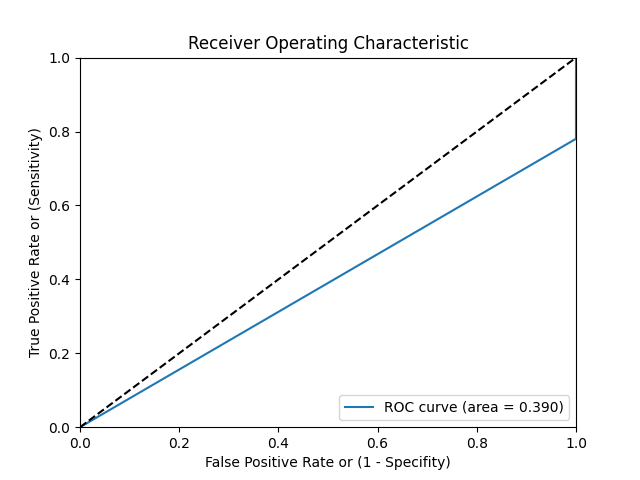 Receiver Operating Characteristic
1.0
0.8
0.6
0.4
0.2
0.0
True Positive Rate or (Sensitivity)
ROC curve (area = 0.390)
0.0 0.2 0.4 0.6 0.8 1.0
False Positive Rate or (1 - Specifity)